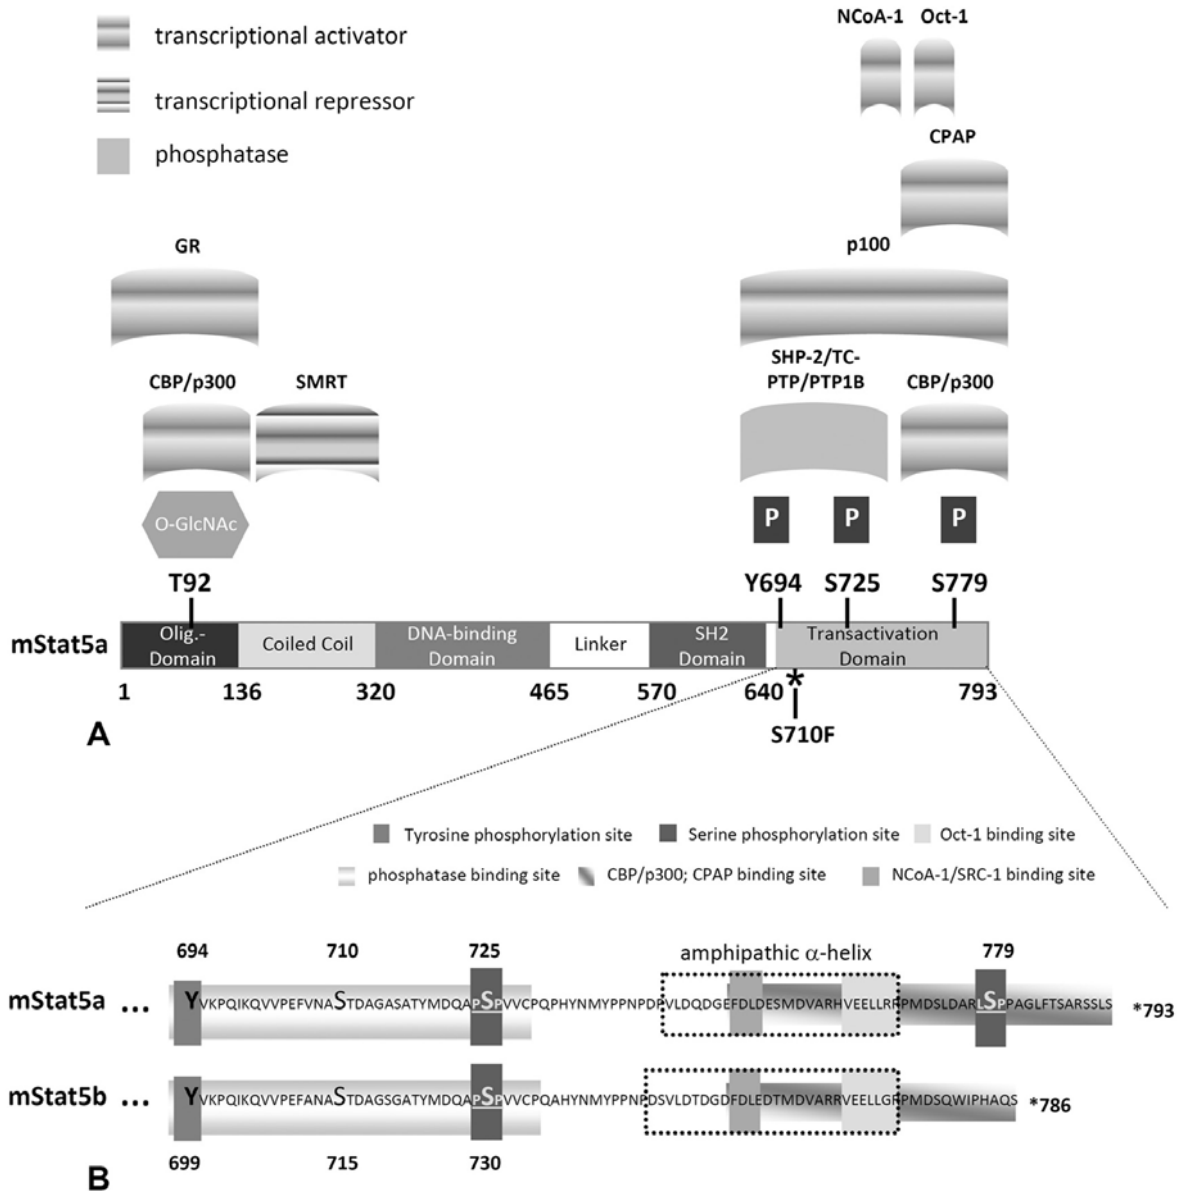 NCoA-1 Oct-1
transcriptional activator
transcriptional repressor
CPAP
phosphatase
GR
p100
SHP-2/TC-
PTP/PTP1B
CBP/p300
SMRT
CBP/p300
O-GlcNAc
P
P
P
T92
Y694
S725
S779
mStat5a
Olig.-
Domain
Coiled Coil
DNA-binding
Domain
Linker
SH2
Domain
Transactivation
Domain
1 136 320 465 570 640 793
*
S710F
A
Tyrosine phosphorylation site
Serine phosphorylation site
Oct-1 binding site
phosphatase binding site
CBP/p300; CPAP binding site
NCoA-1/SRC-1 binding site
694 710 725 amphipathic α-helix 779
mStat5a ... YVKPQIKQVVPEFVNASTDAGASATYMDQAPSPVVCPQPHYNMYPPNPDPVLDQDGEFDLDESMDVARHVEELLRRPMDSLDARLSPPAGLFTSARSSLS *793
mStat5b ... YVKPQIKQVVPEFANASTDAGSGATYMDQAPSPVVCPQAHYNMYPPNPDSVLDTDGDFDLEDTMDVARRVEELLGRPMDSQWIPHAQS *786
699 715 730
B